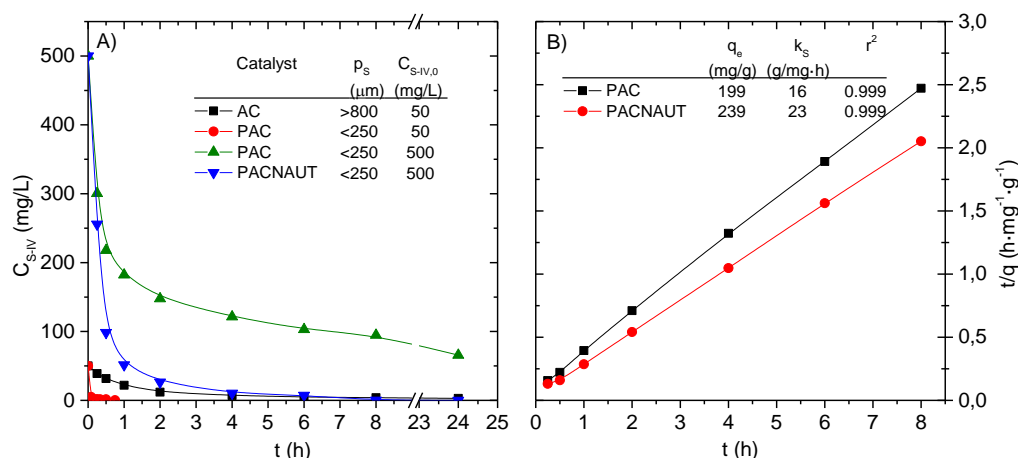 A)
Catalyst p_S C_S-IV,0
(μm) (mg/L)
AC >800 50
PAC <250 50
PAC <250 500
PACNAUT <250 500
500
400
300
200
100
0
C_S-IV (mg/L)
0 1 2 4 6 8 23 24 25
t (h)
B)
q_e k_S r²
(mg/g) (g/mg·h)
PAC 199 16 0.999
PACNAUT 239 23 0.999
3,0
2,5
2,0
1,5
1,0
0,5
0,0
t/q (h·mg⁻¹·g⁻¹)
0 1 2 3 4 5 6 7 8 9
t (h)